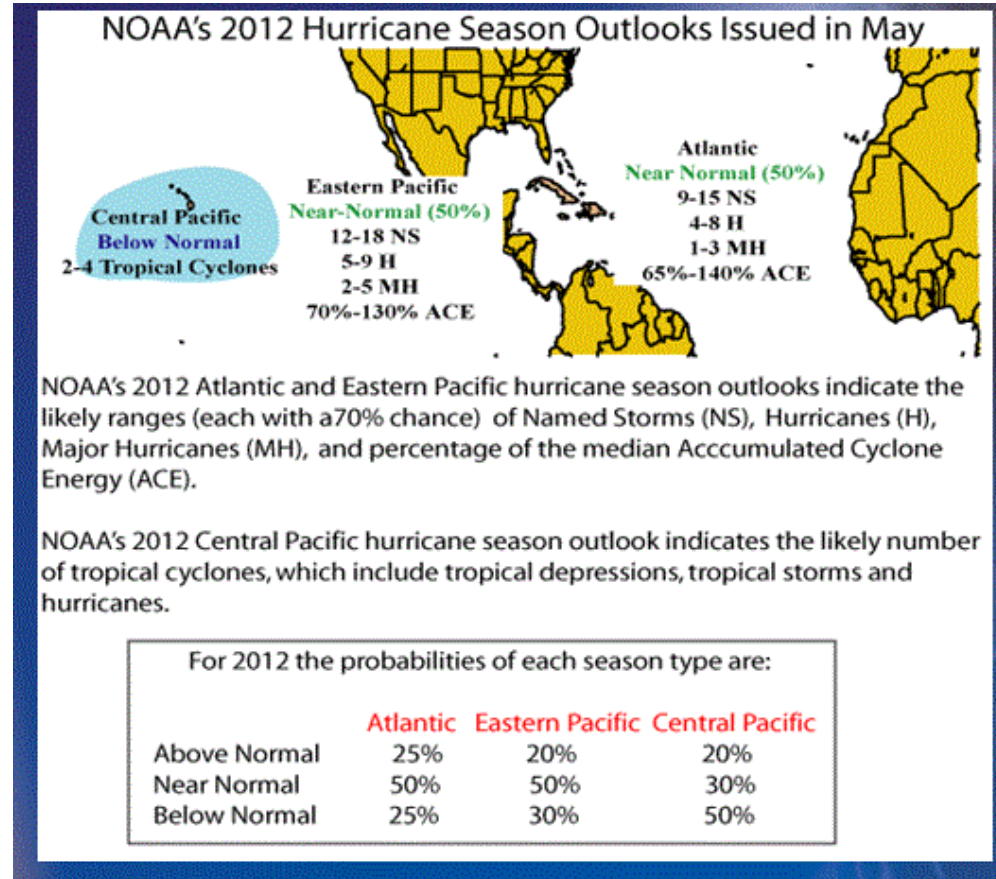 NOAA's 2012 Hurricane Season Outlooks Issued in May
Central Pacific
Below Normal
2-4 Tropical Cyclones
Eastern Pacific
Near-Normal (50%)
12-18 NS
5-9 H
2-5 MH
70%-130% ACE
Atlantic
Near Normal (50%)
9-15 NS
4-8 H
1-3 MH
65%-140% ACE
NOAA's 2012 Atlantic and Eastern Pacific hurricane season outlooks indicate the
likely ranges (each with a70% chance) of Named Storms (NS), Hurricanes (H),
Major Hurricanes (MH), and percentage of the median Acccumulated Cyclone
Energy (ACE).
NOAA's 2012 Central Pacific hurricane season outlook indicates the likely number
of tropical cyclones, which include tropical depressions, tropical storms and
hurricanes.
For 2012 the probabilities of each season type are:
Atlantic Eastern Pacific Central Pacific
Above Normal 25% 20% 20%
Near Normal 50% 50% 30%
Below Normal 25% 30% 50%